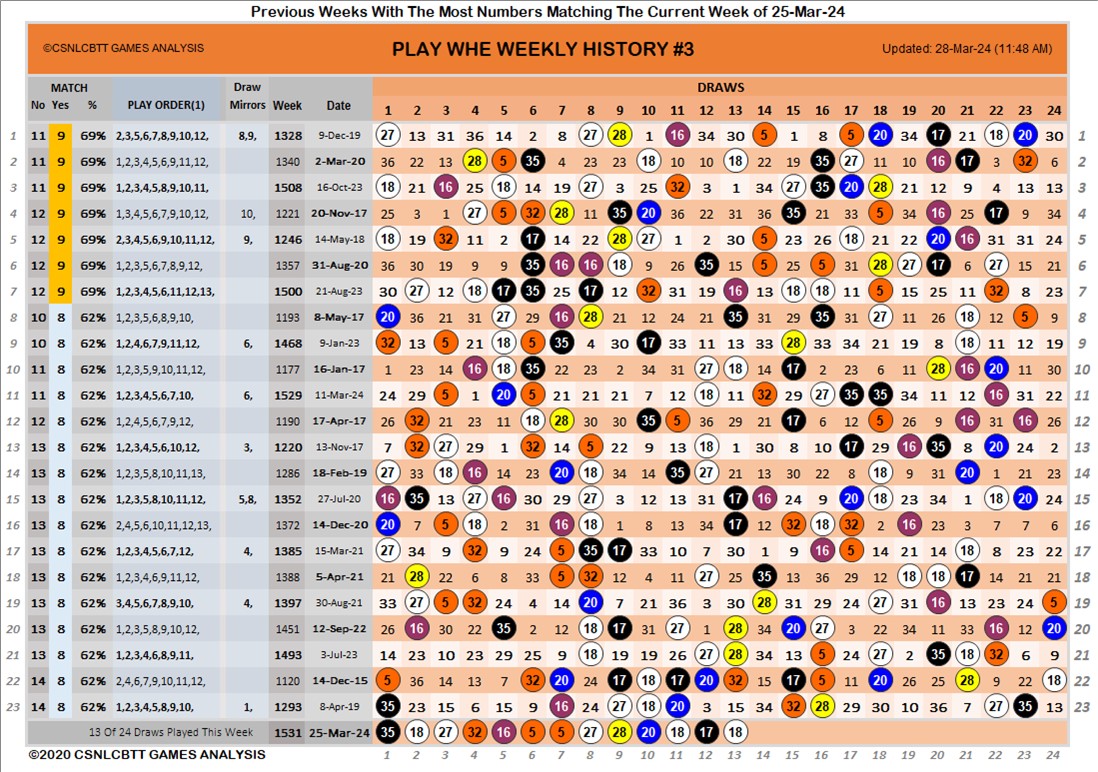 Previous Weeks With The Most Numbers Matching The Current Week of 25-Mar-24
©CSNLCBTT GAMES ANALYSIS PLAY WHE WEEKLY HISTORY #3 Updated: 28-Mar-24 (11:48 AM)
MATCH Draw DRAWS
No Yes % PLAY ORDER(1) Mirrors Week Date 1 2 3 4 5 6 7 8 9 10 11 12 13 14 15 16 17 18 19 20 21 22 23 24
1 11 9 69% 2,3,5,6,7,8,9,10,12, 8,9, 1328 9-Dec-19 27 13 31 36 14 2 8 27 28 1 16 34 30 5 1 8 5 20 34 17 21 18 20 30 1
2 11 9 69% 1,2,3,4,5,6,9,11,12, 1340 2-Mar-20 36 22 13 28 5 35 4 23 23 18 10 10 18 22 19 35 27 11 10 16 17 3 32 6 2
3 11 9 69% 1,2,3,4,5,8,9,10,11, 1508 16-Oct-23 18 21 16 25 18 14 19 27 3 25 32 3 1 34 27 35 20 28 21 12 9 4 13 13 3
4 12 9 69% 1,3,4,5,6,7,9,10,12, 10, 1221 20-Nov-17 25 3 1 27 5 32 28 11 35 20 36 22 31 36 35 21 33 5 34 16 25 17 9 34 4
5 12 9 69% 2,3,4,5,6,9,10,11,12, 9, 1246 14-May-18 18 19 32 11 2 17 14 22 28 27 1 2 30 5 23 27 18 21 22 20 16 31 31 24 5
6 12 9 69% 1,2,3,5,6,7,8,9,12, 1357 31-Aug-20 36 30 19 9 9 35 16 16 18 9 26 35 15 5 25 5 31 28 27 17 6 27 15 21 6
7 12 9 69% 1,2,3,4,5,6,11,12,13, 1500 21-Aug-23 30 27 12 18 17 35 25 17 12 32 31 19 16 13 18 18 11 5 15 25 11 32 8 23 7
8 10 8 62% 1,2,3,5,6,8,9,10, 1193 8-May-17 20 36 21 31 27 29 16 28 21 12 24 21 35 31 29 35 31 27 11 26 21 18 5 9 8
9 10 8 62% 1,2,4,6,7,9,11,12, 6, 1468 9-Jan-23 32 13 5 21 18 5 35 4 30 17 33 11 13 33 28 33 34 29 19 8 18 11 24 19 9
10 11 8 62% 1,2,3,5,9,10,11,12, 1177 16-Jan-17 1 23 14 16 18 35 22 23 2 34 31 27 18 14 17 2 23 6 11 28 16 20 11 30 10
11 11 8 62% 1,2,3,4,5,6,7,10, 6, 1529 11-Mar-24 24 29 5 1 20 5 21 21 21 7 12 18 11 32 29 27 35 35 34 11 12 16 31 22 11
12 11 8 62% 1,2,4,5,6,7,9,12, 1190 17-Apr-17 26 32 21 23 11 18 28 30 30 35 5 36 29 21 17 6 12 5 26 9 16 31 16 26 12
13 13 8 62% 1,2,3,4,5,6,10,12, 3, 1220 13-Nov-17 7 32 27 29 1 32 14 5 22 9 13 18 1 30 8 10 17 29 16 35 8 20 24 2 13
14 13 8 62% 1,2,3,5,8,10,11,13, 1286 18-Feb-19 27 33 18 16 14 23 20 18 34 14 35 27 21 13 30 22 8 18 9 31 20 1 21 23 14
15 13 8 62% 1,2,3,5,8,10,11,12, 5,8, 1352 27-Jul-20 16 35 13 27 16 30 29 27 3 12 13 31 17 16 24 9 20 18 23 34 1 18 20 24 15
16 13 8 62% 2,4,5,6,10,11,12,13, 1372 14-Dec-20 20 7 5 18 2 31 16 18 1 8 13 34 17 12 32 18 32 2 16 23 3 7 7 6 16
17 13 8 62% 1,2,3,4,5,6,7,12, 4, 1385 15-Mar-21 27 34 9 32 9 24 5 35 17 33 10 7 30 1 9 16 5 14 21 14 18 8 23 22 17
18 13 8 62% 1,2,3,4,6,9,11,12, 1388 5-Apr-21 21 28 22 6 8 33 5 32 12 4 11 27 23 35 13 36 29 12 18 18 17 14 21 21 18
19 13 8 62% 3,4,5,6,7,8,9,10, 4, 1397 30-Aug-21 33 27 5 32 24 4 14 20 7 21 36 3 30 28 31 29 24 27 31 16 13 23 24 5 19
20 13 8 62% 1,2,3,5,8,9,10,12, 1451 12-Sep-22 26 16 30 22 35 2 12 18 17 31 27 1 28 34 20 27 3 22 34 11 33 16 12 20 20
21 13 8 62% 1,2,3,4,6,8,9,11, 1493 3-Jul-23 14 23 10 23 29 25 9 18 19 19 26 27 28 34 13 5 24 27 2 35 18 32 6 9 21
22 14 8 62% 2,4,6,7,9,10,11,12, 1120 14-Dec-15 5 36 14 13 7 32 20 24 17 18 17 20 32 15 17 5 11 20 26 25 21 28 22 18 22
23 14 8 62% 1,2,3,4,5,8,9,10, 1, 1293 8-Apr-19 35 23 15 6 15 9 16 24 27 18 20 3 15 34 32 28 29 20 10 36 7 27 35 13 23
13 Of 24 Draws Played This Week 1531 25-Mar-24 35 18 27 32 16 5 5 27 28 20 18 17 18
©2020 CSNLCBTT GAMES ANALYSIS 1 2 3 4 5 6 7 8 9 10 11 12 13 14 15 16 17 18 19 20 21 22 23 24